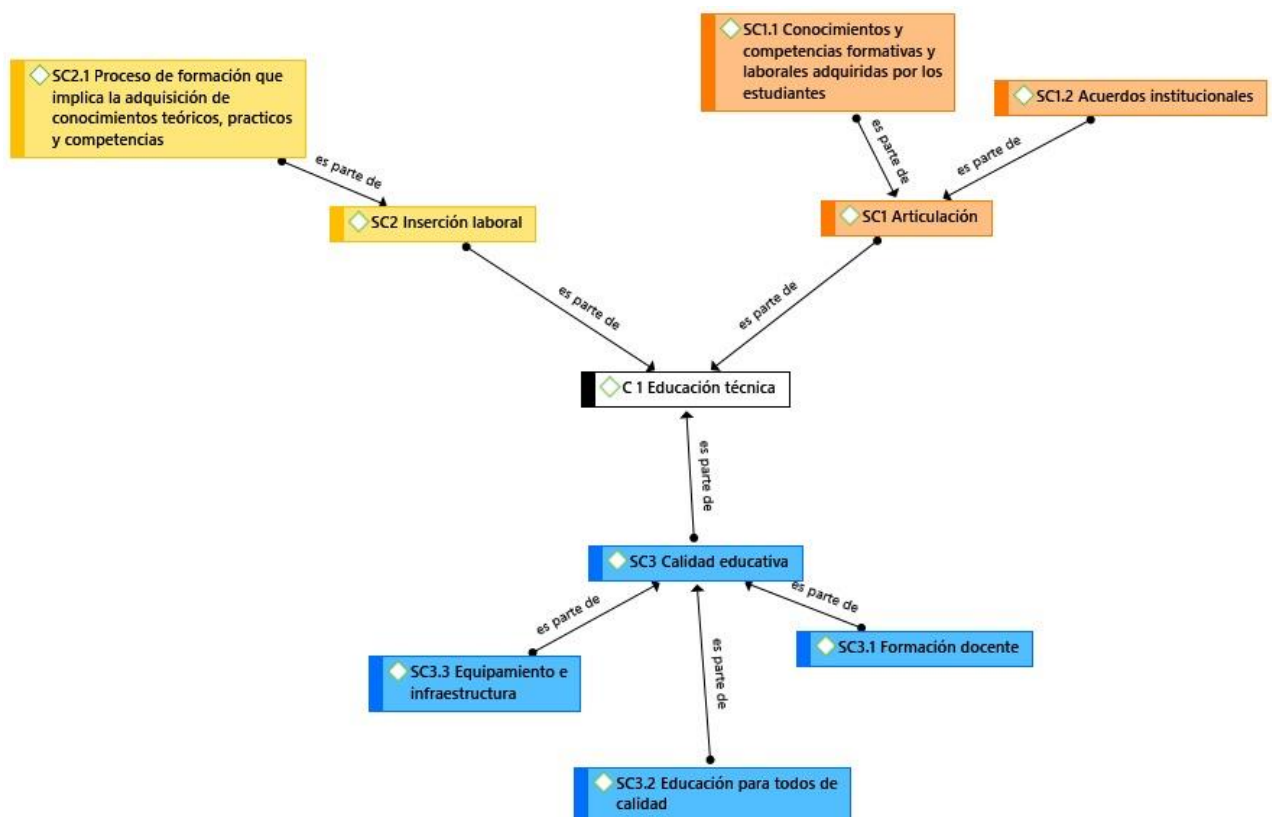 SC1.1 Conocimientos y
competencias formativas y
laborales adquiridas por los
estudiantes
SC2.1 Proceso de formación que
implica la adquisición de
conocimientos teóricos, practicos
y competencias
SC1.2 Acuerdos institucionales
es parte de
es parte de
es parte de
SC2 Inserción laboral
SC1 Articulación
es parte de
es parte de
C 1 Educación técnica
es parte de
SC3 Calidad educativa
es parte de
es parte de
es parte de
SC3.1 Formación docente
SC3.3 Equipamiento e
infraestructura
SC3.2 Educación para todos de
calidad